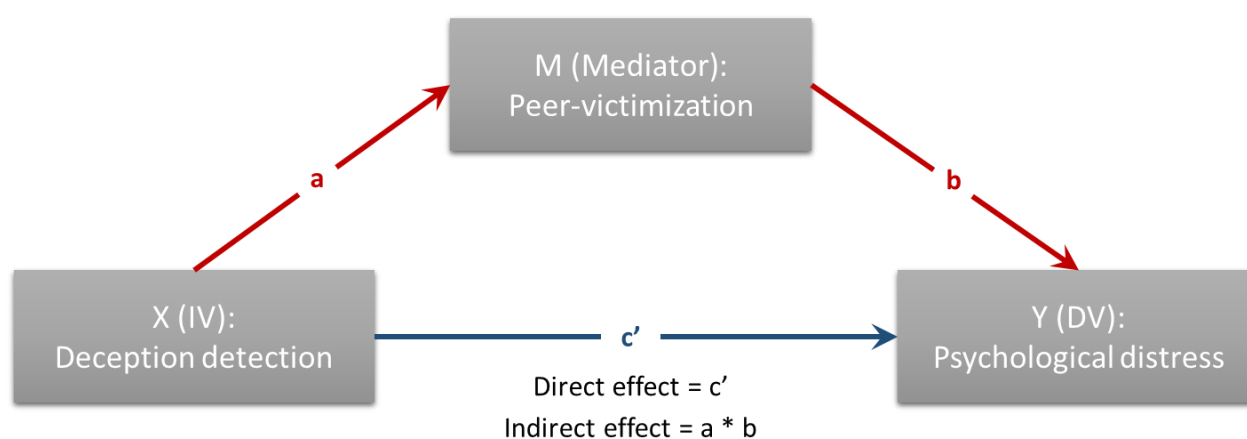 M (Mediator):
Peer-victimization
a
b
X (IV):
Deception detection
c’
Y (DV):
Psychological distress
Direct effect = c’
Indirect effect = a * b